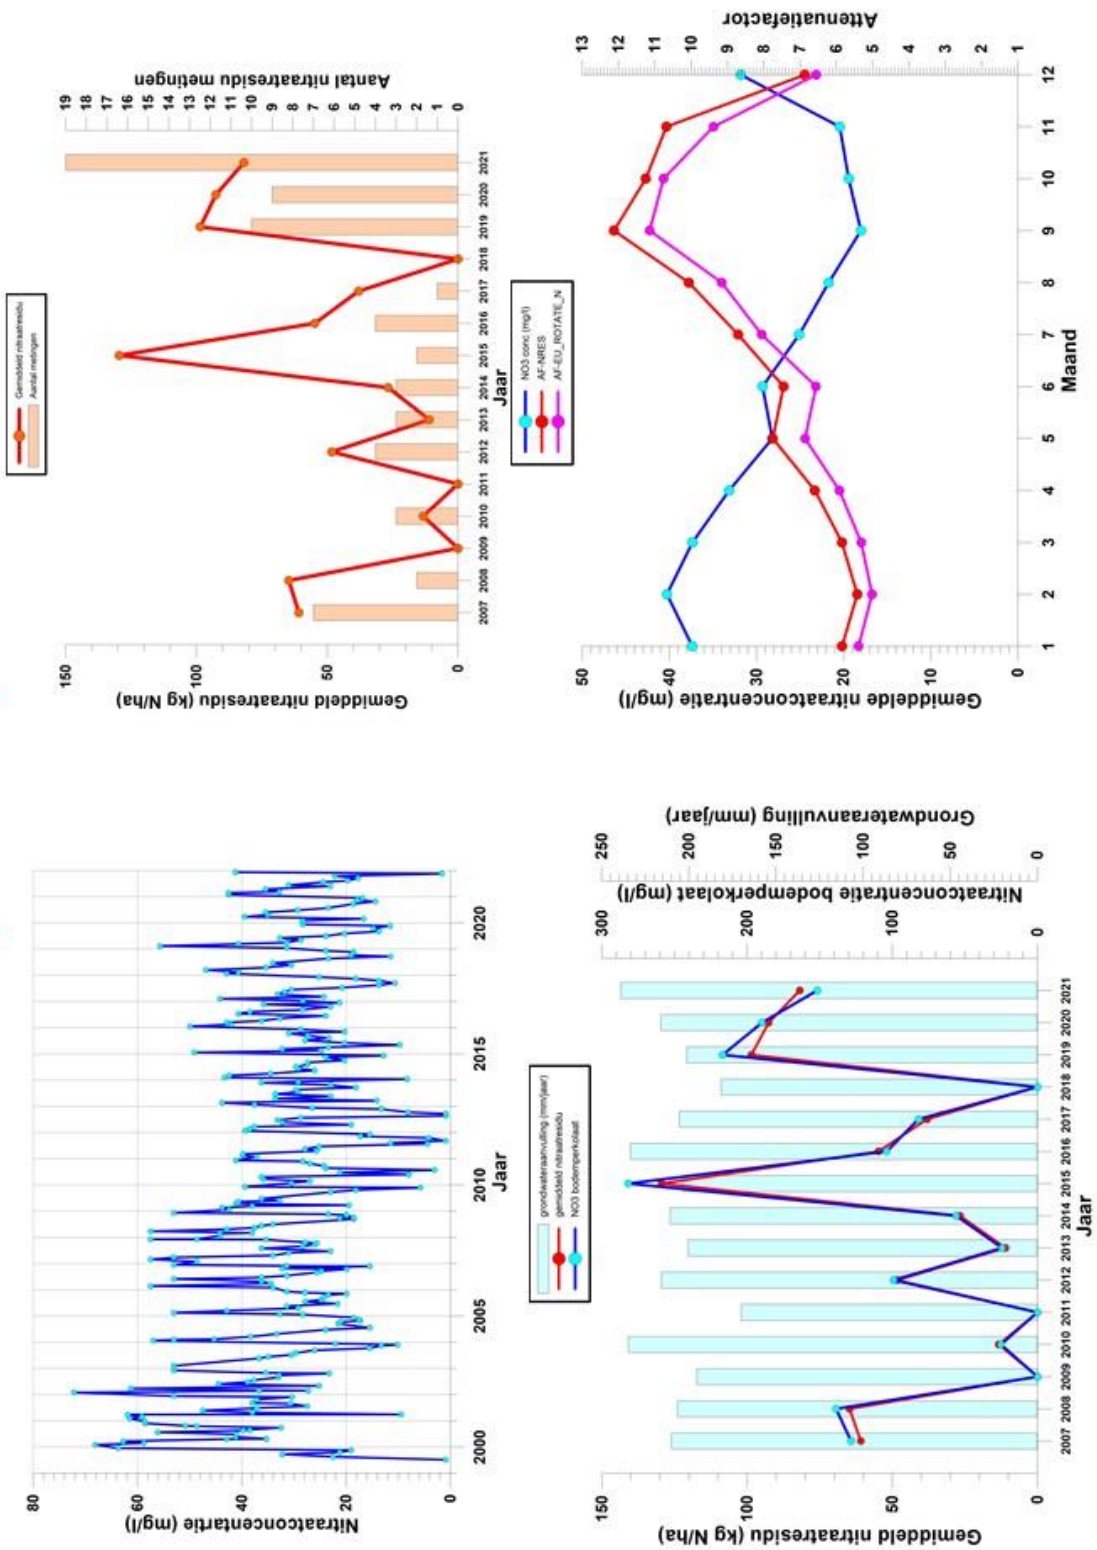 Nitraatconcentartie (mg/l)
80
60
40
20
0
2000
2005
2010
2015
2020
Jaar
Gemiddeld nitraatresidu
Aantal metingen
Gemiddeld nitraatresidu (kg N/ha)
150
100
50
0
Aantal nitraatresidu metingen
19
18
17
16
15
14
13
12
11
10
9
8
7
6
5
4
3
2
1
0
2007 2008 2009 2010 2011 2012 2013 2014 2015 2016 2017 2018 2019 2020 2021
Jaar
grondwateraanvulling (mm/jaar)
gemiddeld nitraatresidu
NO3 bodemperkolaat
Gemiddeld nitraatresidu (kg N/ha)
150
100
50
0
Nitraatconcentratie bodemperkolaat (mg/l)
300
200
100
0
Grondwateraanvulling (mm/jaar)
250
200
150
100
50
0
2007 2008 2009 2010 2011 2012 2013 2014 2015 2016 2017 2018 2019 2020 2021
Jaar
NO3 conc (mg/l)
AF-NRES
AF-EU_ROTATE_N
Gemiddelde nitraatconcentratie (mg/l)
50
40
30
20
10
0
Attenuatiefactor
13
12
11
10
9
8
7
6
5
4
3
2
1
1 2 3 4 5 6 7 8 9 10 11 12
Maand